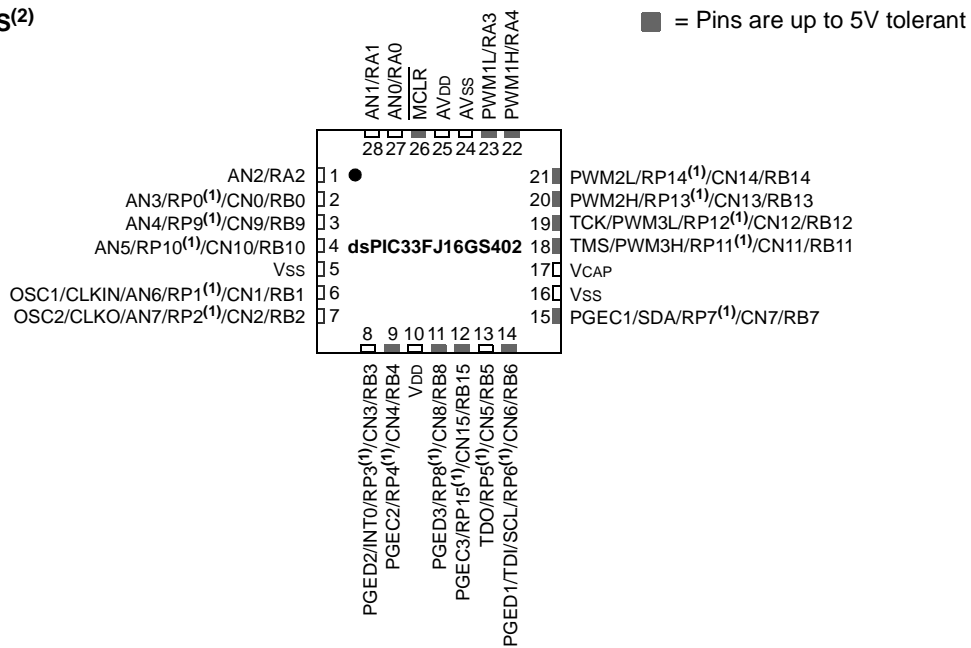 S(2)
= Pins are up to 5V tolerant
AN1/RA1
AN0/RA0
MCLR
AVDD
AVSS
PWM1L/RA3
PWM1H/RA4
28 27 26 25 24 23 22
AN2/RA2 1
AN3/RP0(1)/CN0/RB0 2
AN4/RP9(1)/CN9/RB9 3
AN5/RP10(1)/CN10/RB10 4
VSS 5
OSC1/CLKIN/AN6/RP1(1)/CN1/RB1 6
OSC2/CLKO/AN7/RP2(1)/CN2/RB2 7
dsPIC33FJ16GS402
21 PWM2L/RP14(1)/CN14/RB14
20 PWM2H/RP13(1)/CN13/RB13
19 TCK/PWM3L/RP12(1)/CN12/RB12
18 TMS/PWM3H/RP11(1)/CN11/RB11
17 VCAP
16 VSS
15 PGEC1/SDA/RP7(1)/CN7/RB7
8 9 10 11 12 13 14
PGED2/INT0/RP3(1)/CN3/RB3
PGEC2/RP4(1)/CN4/RB4
VDD
PGED3/RP8(1)/CN8/RB8
PGEC3/RP15(1)/CN15/RB15
TDO/RP5(1)/CN5/RB5
PGED1/TDI/SCL/RP6(1)/CN6/RB6